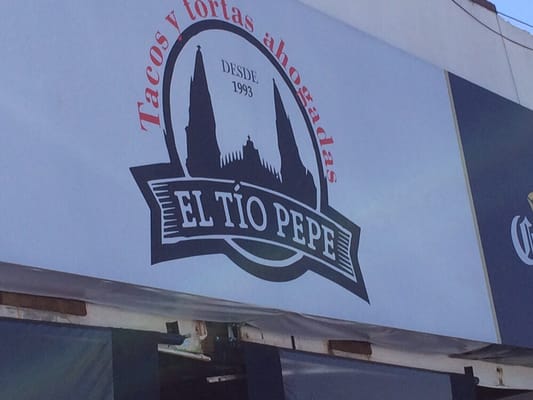 Tacos y tortas ahogadas
DESDE
1993
EL TÍO PEPE